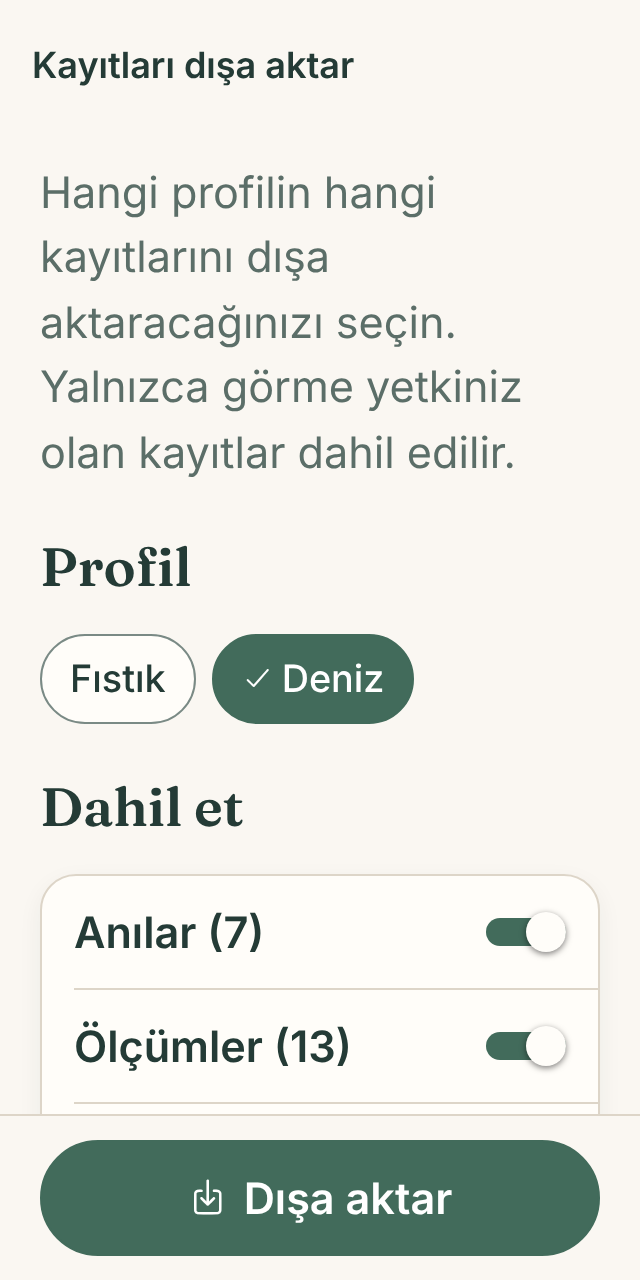 Kayıtları dışa aktar
Hangi profilin hangi
kayıtlarını dışa
aktaracağınızı seçin.
Yalnızca görme yetkiniz
olan kayıtlar dahil edilir.
Profil
Fıstık
Deniz
Dahil et
Anılar (7)
Ölçümler (13)
Dışa aktar